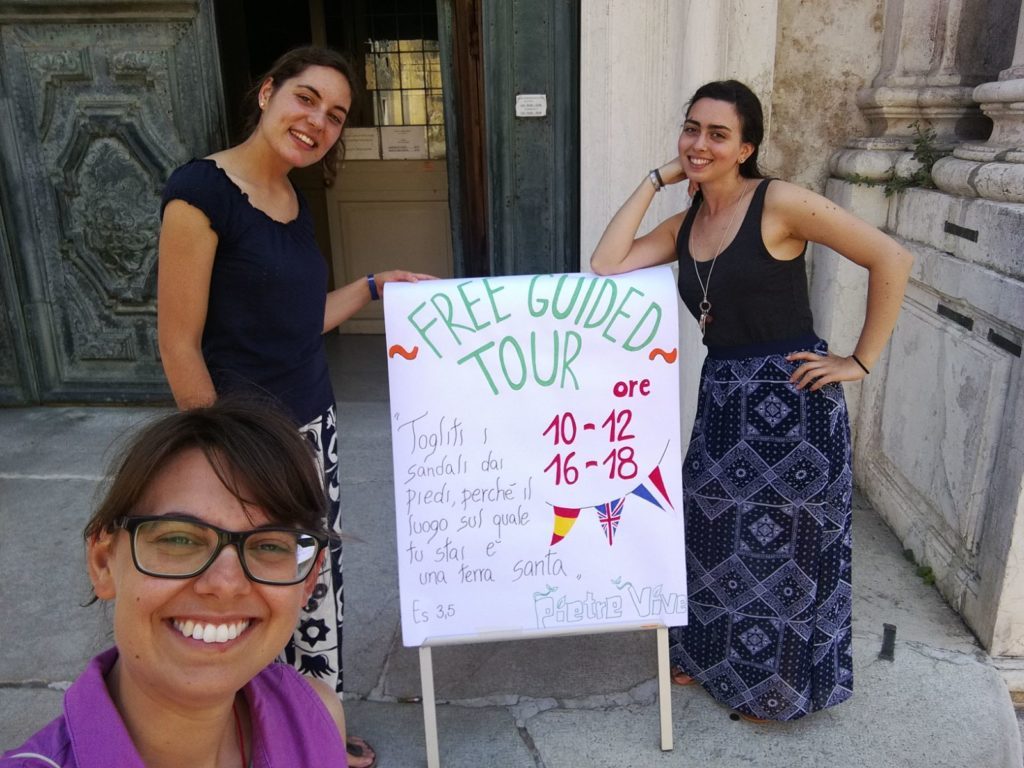 FREE GUIDED
~ TOUR ~
ore
10-12
16-18
"Togliti i
sandali dai
piedi, perché il
luogo sul quale
tu stai è
una terra santa"
Es 3,5
Pietre Vive